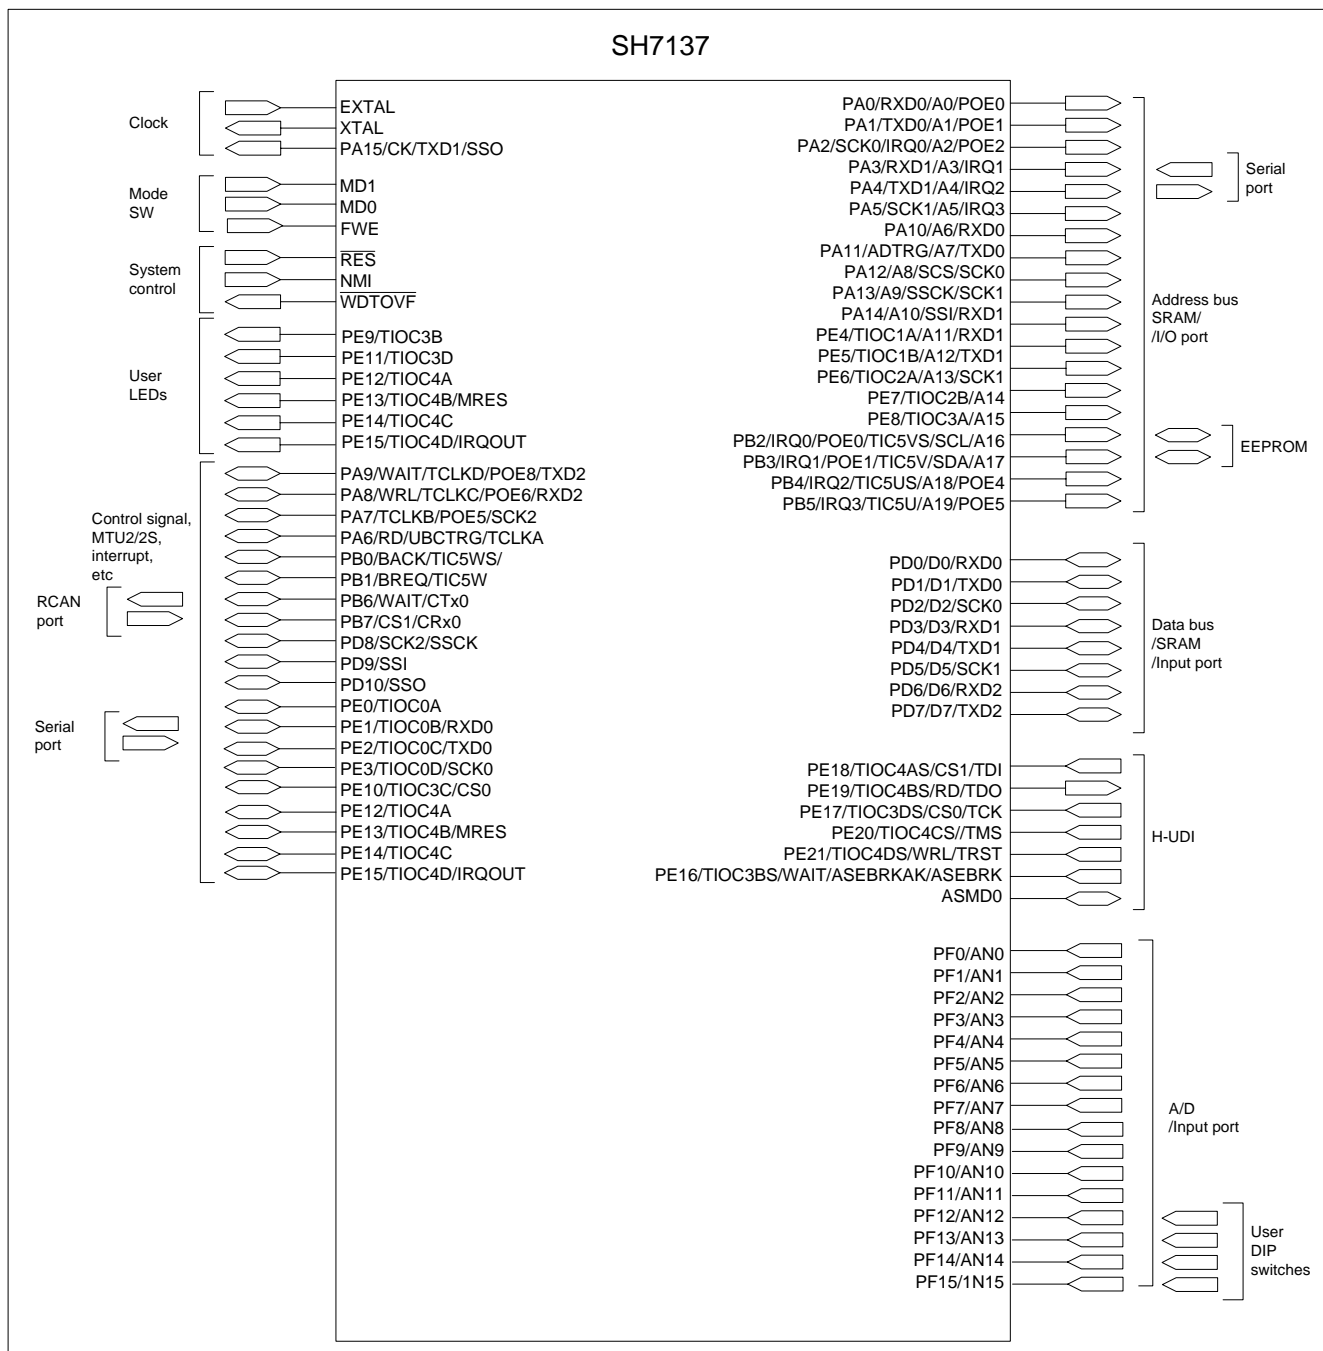 SH7137
Clock
EXTAL
XTAL
PA15/CK/TXD1/SSO
Mode
SW
MD1
MD0
FWE
System
control
RES
NMI
WDTOVF
User
LEDs
PE9/TIOC3B
PE11/TIOC3D
PE12/TIOC4A
PE13/TIOC4B/MRES
PE14/TIOC4C
PE15/TIOC4D/IRQOUT
Control signal,
MTU2/2S,
interrupt,
etc
RCAN
port
Serial
port
PA9/WAIT/TCLKD/POE8/TXD2
PA8/WRL/TCLKC/POE6/RXD2
PA7/TCLKB/POE5/SCK2
PA6/RD/UBCTRG/TCLKA
PB0/BACK/TIC5WS/
PB1/BREQ/TIC5W
PB6/WAIT/CTx0
PB7/CS1/CRx0
PD8/SCK2/SSCK
PD9/SSI
PD10/SSO
PE0/TIOC0A
PE1/TIOC0B/RXD0
PE2/TIOC0C/TXD0
PE3/TIOC0D/SCK0
PE10/TIOC3C/CS0
PE12/TIOC4A
PE13/TIOC4B/MRES
PE14/TIOC4C
PE15/TIOC4D/IRQOUT
PA0/RXD0/A0/POE0
PA1/TXD0/A1/POE1
PA2/SCK0/IRQ0/A2/POE2
PA3/RXD1/A3/IRQ1
PA4/TXD1/A4/IRQ2
PA5/SCK1/A5/IRQ3
PA10/A6/RXD0
PA11/ADTRG/A7/TXD0
PA12/A8/SCS/SCK0
PA13/A9/SSCK/SCK1
PA14/A10/SSI/RXD1
PE4/TIOC1A/A11/RXD1
PE5/TIOC1B/A12/TXD1
PE6/TIOC2A/A13/SCK1
PE7/TIOC2B/A14
PE8/TIOC3A/A15
PB2/IRQ0/POE0/TIC5VS/SCL/A16
PB3/IRQ1/POE1/TIC5V/SDA/A17
PB4/IRQ2/TIC5US/A18/POE4
PB5/IRQ3/TIC5U/A19/POE5
Serial
port
Address bus
SRAM/
/I/O port
EEPROM
PD0/D0/RXD0
PD1/D1/TXD0
PD2/D2/SCK0
PD3/D3/RXD1
PD4/D4/TXD1
PD5/D5/SCK1
PD6/D6/RXD2
PD7/D7/TXD2
Data bus
/SRAM
/Input port
PE18/TIOC4AS/CS1/TDI
PE19/TIOC4BS/RD/TDO
PE17/TIOC3DS/CS0/TCK
PE20/TIOC4CS//TMS
PE21/TIOC4DS/WRL/TRST
PE16/TIOC3BS/WAIT/ASEBRKAK/ASEBRK
ASMD0
H-UDI
PF0/AN0
PF1/AN1
PF2/AN2
PF3/AN3
PF4/AN4
PF5/AN5
PF6/AN6
PF7/AN7
PF8/AN8
PF9/AN9
PF10/AN10
PF11/AN11
PF12/AN12
PF13/AN13
PF14/AN14
PF15/1N15
A/D
/Input port
User
DIP
switches